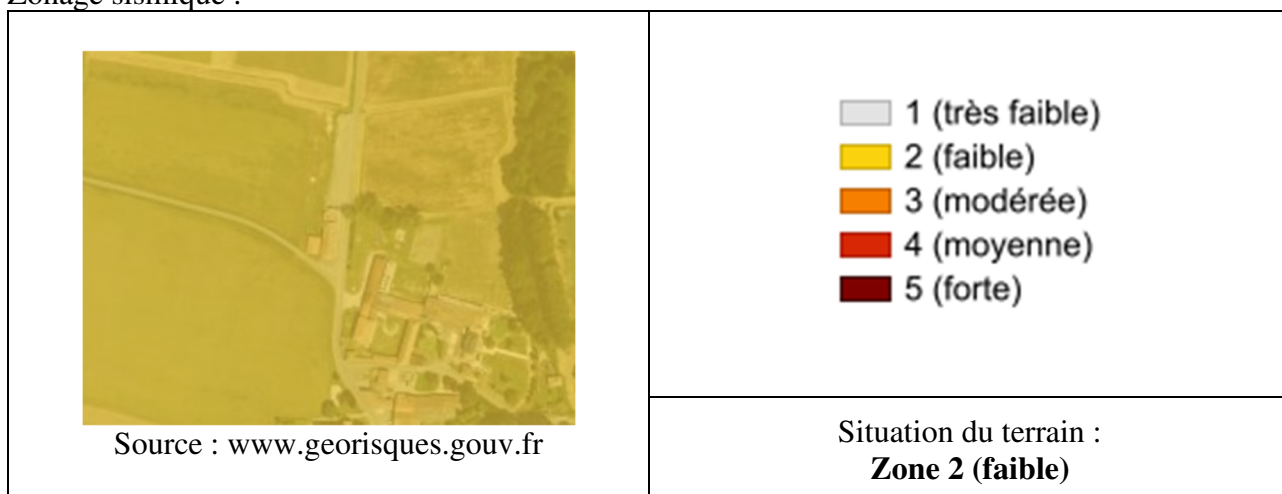 Zonage sismique :
Source : www.georisques.gouv.fr
1 (très faible)
2 (faible)
3 (modérée)
4 (moyenne)
5 (forte)
Situation du terrain :
Zone 2 (faible)